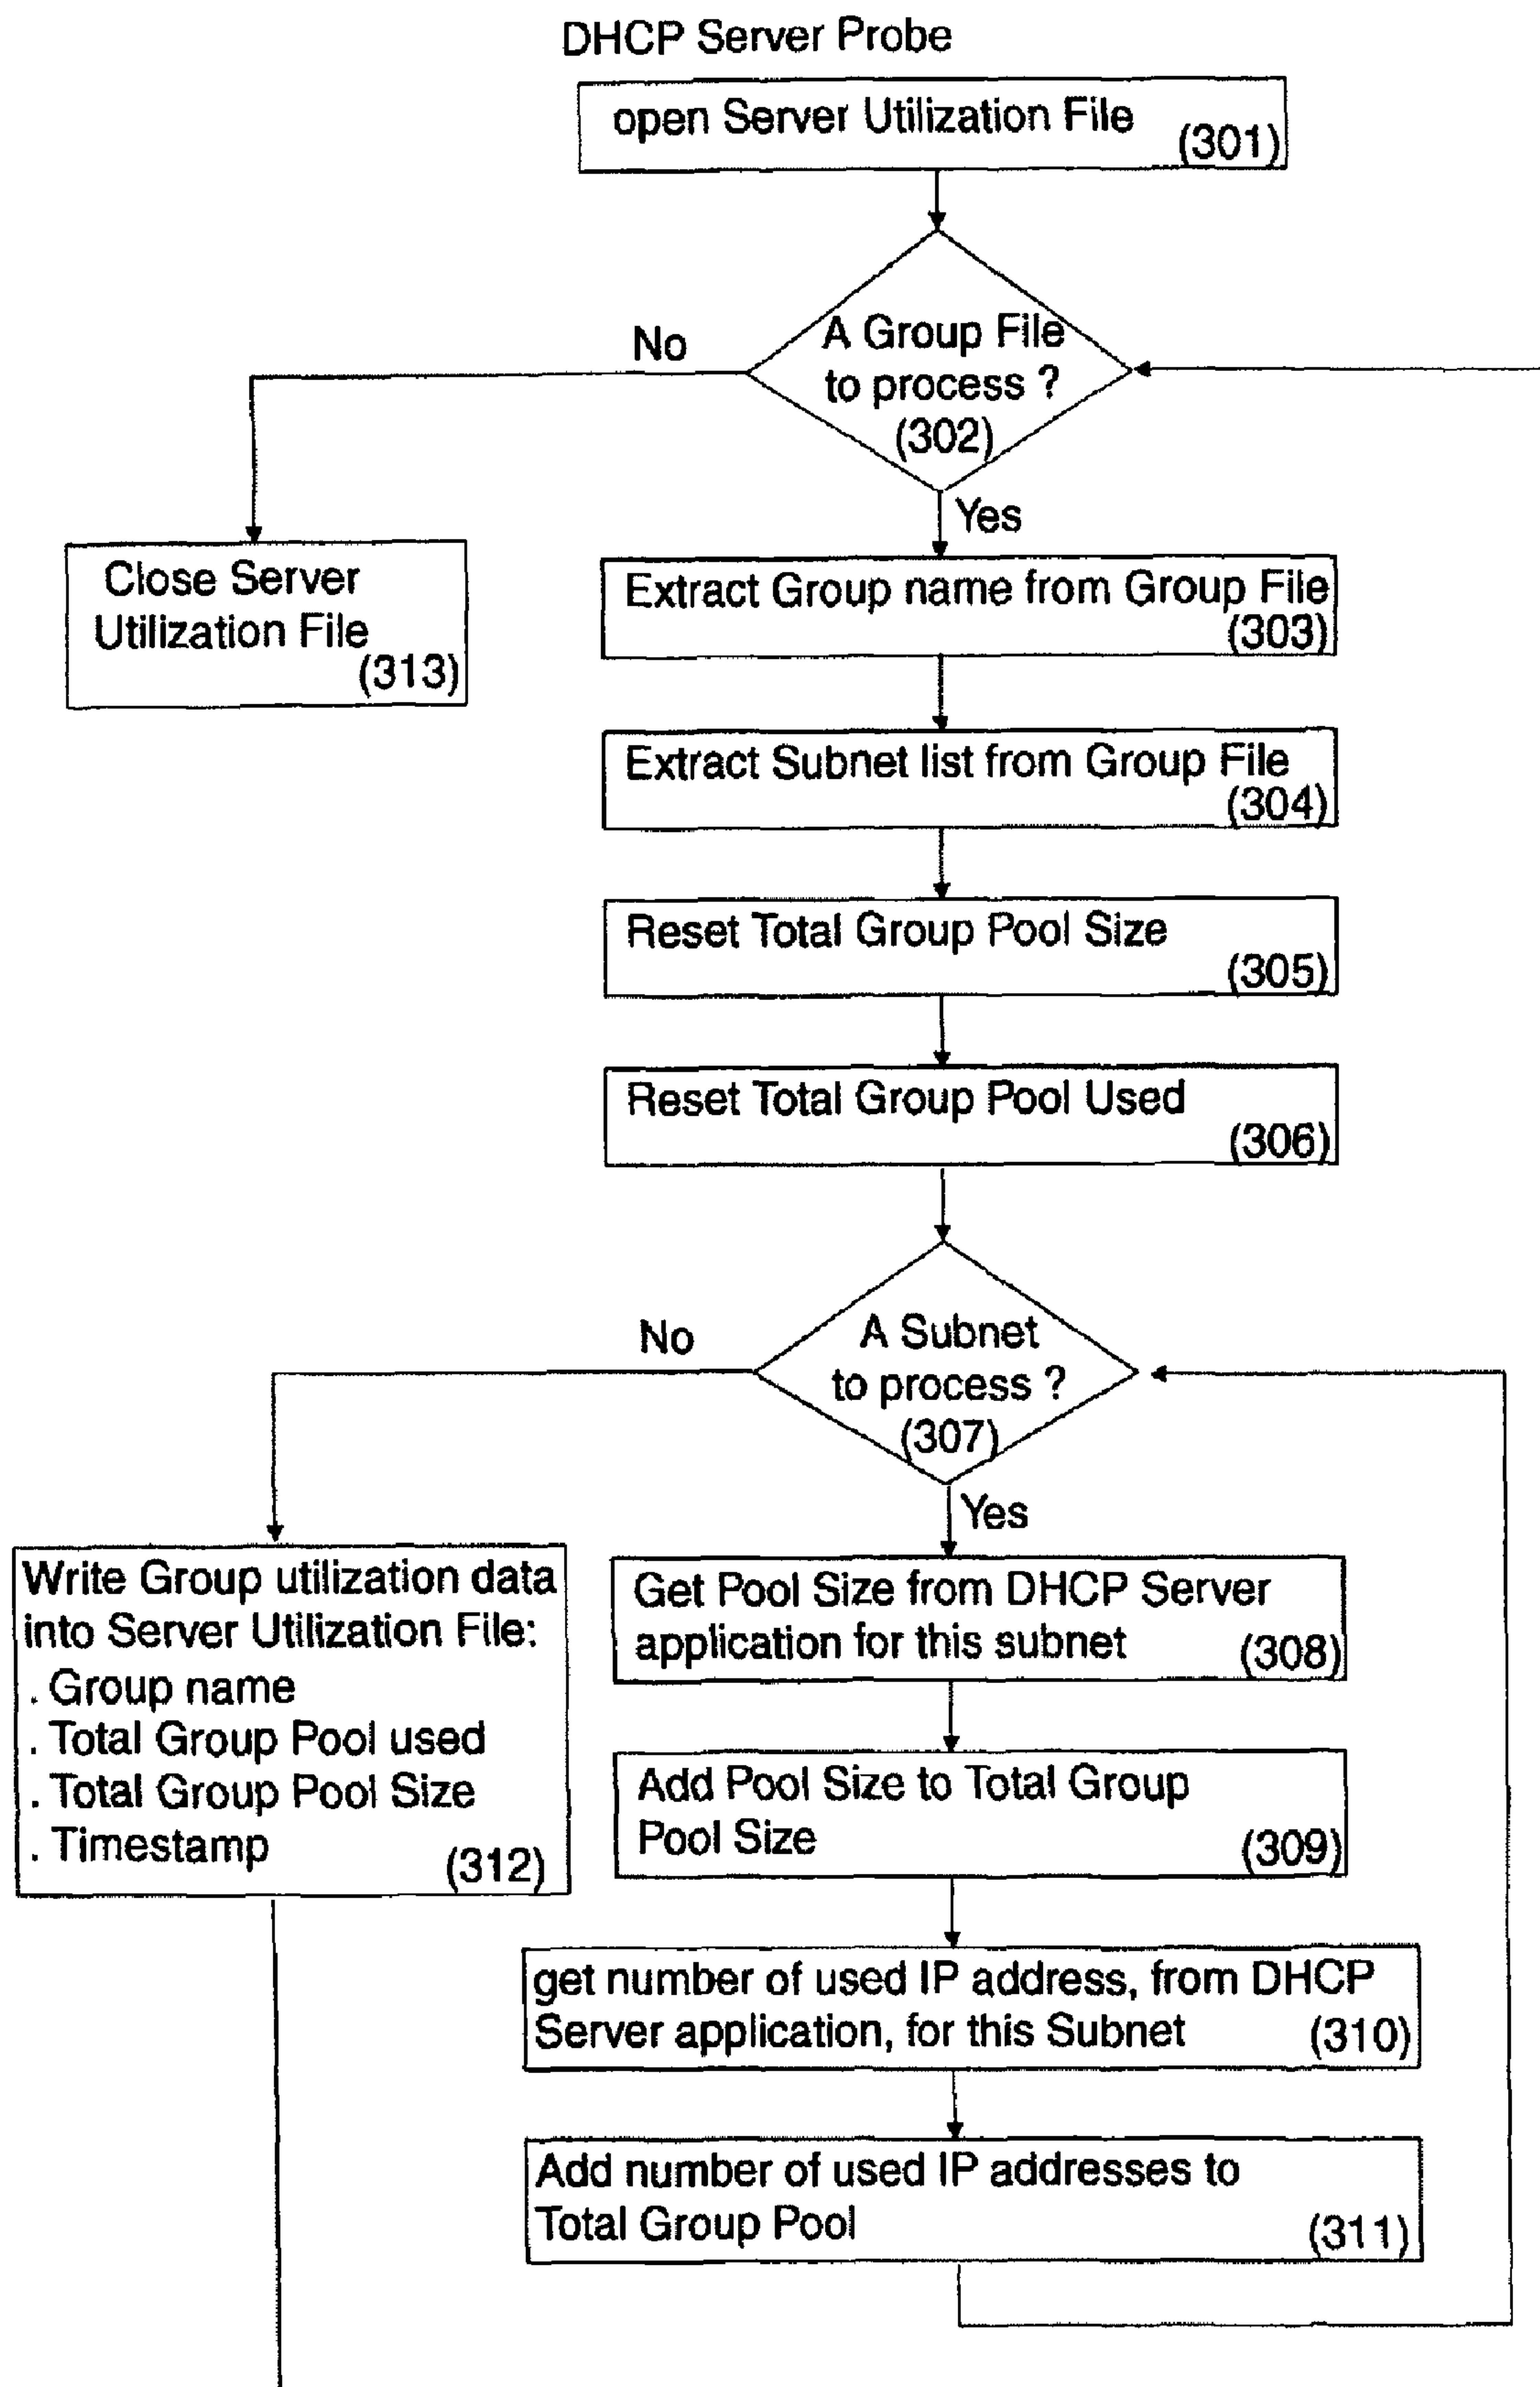 DHCP Server Probe
open Server Utilization File
(301)
A Group File
to process ?
(302)
No
Yes
Close Server
Utilization File
(313)
Extract Group name from Group File
(303)
Extract Subnet list from Group File
(304)
Reset Total Group Pool Size
(305)
Reset Total Group Pool Used
(306)
A Subnet
to process ?
(307)
No
Yes
Write Group utilization data
into Server Utilization File:
. Group name
. Total Group Pool used
. Total Group Pool Size
. Timestamp
(312)
Get Pool Size from DHCP Server
application for this subnet
(308)
Add Pool Size to Total Group
Pool Size
(309)
get number of used IP address, from DHCP
Server application, for this Subnet
(310)
Add number of used IP addresses to
Total Group Pool
(311)